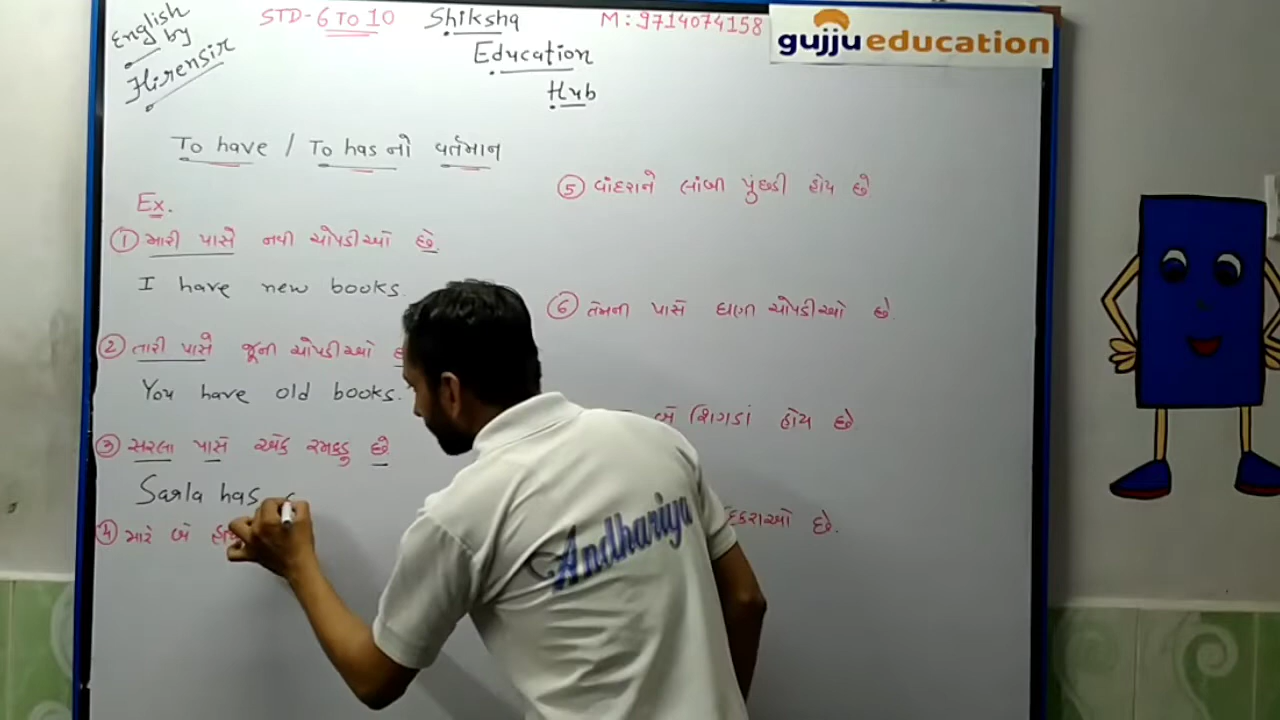 English
by
Hirensir
STD-6 TO 10
Shiksha
Education
Hub
M: 9714074158
gujjueducation
To have / To has નો વર્તમાન
Ex.
① મારી પાસે નવી ચોપડીઓ છે.
I have new books.
② તારી પાસે જૂની ચોપડીઓ
You have old books.
③ સરલા પાસે એક રમકડુ છે
Sarla has
④ મારે બે
⑤ વાંદરાને લાંબી પુંછડી હોય છે
⑥ તેમની પાસે ઘણી ચોપડીઓ છે.
બે શિંગડાં હોય છે
દિકરાઓ છે.
Andhariya